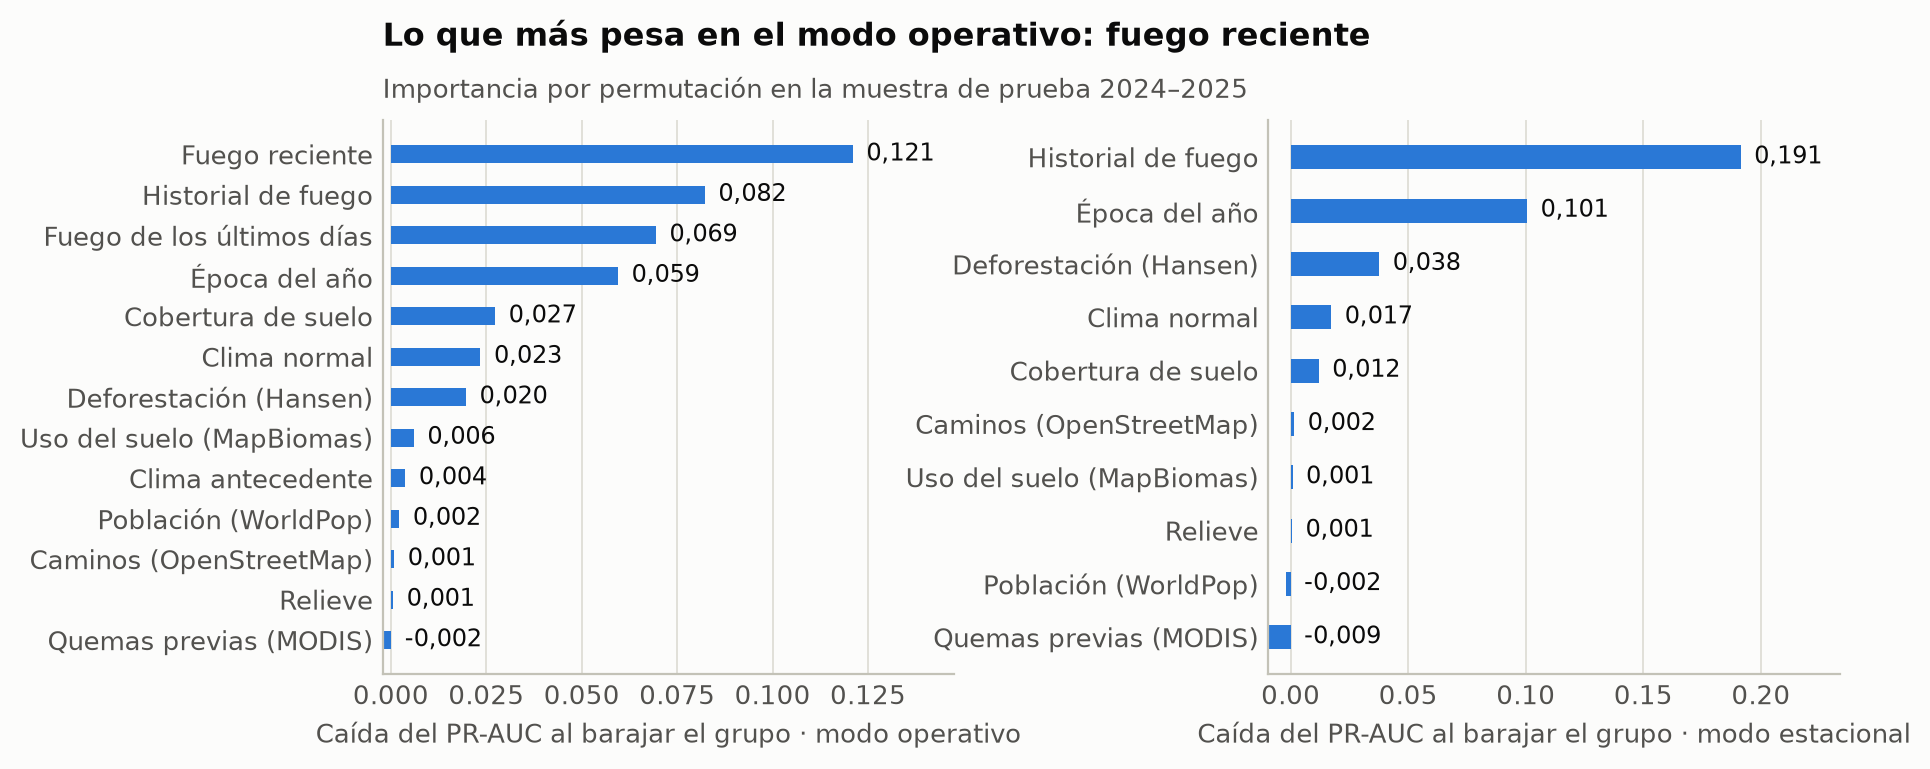 Lo que más pesa en el modo operativo: fuego reciente
Importancia por permutación en la muestra de prueba 2024–2025
Fuego reciente 0,121
Historial de fuego 0,082
Fuego de los últimos días 0,069
Época del año 0,059
Cobertura de suelo 0,027
Clima normal 0,023
Deforestación (Hansen) 0,020
Uso del suelo (MapBiomas) 0,006
Clima antecedente 0,004
Población (WorldPop) 0,002
Caminos (OpenStreetMap) 0,001
Relieve 0,001
Quemas previas (MODIS) -0,002
0.000 0.025 0.050 0.075 0.100 0.125
Caída del PR-AUC al barajar el grupo · modo operativo
Historial de fuego 0,191
Época del año 0,101
Deforestación (Hansen) 0,038
Clima normal 0,017
Cobertura de suelo 0,012
Caminos (OpenStreetMap) 0,002
Uso del suelo (MapBiomas) 0,001
Relieve 0,001
Población (WorldPop) -0,002
Quemas previas (MODIS) -0,009
0.00 0.05 0.10 0.15 0.20
Caída del PR-AUC al barajar el grupo · modo estacional